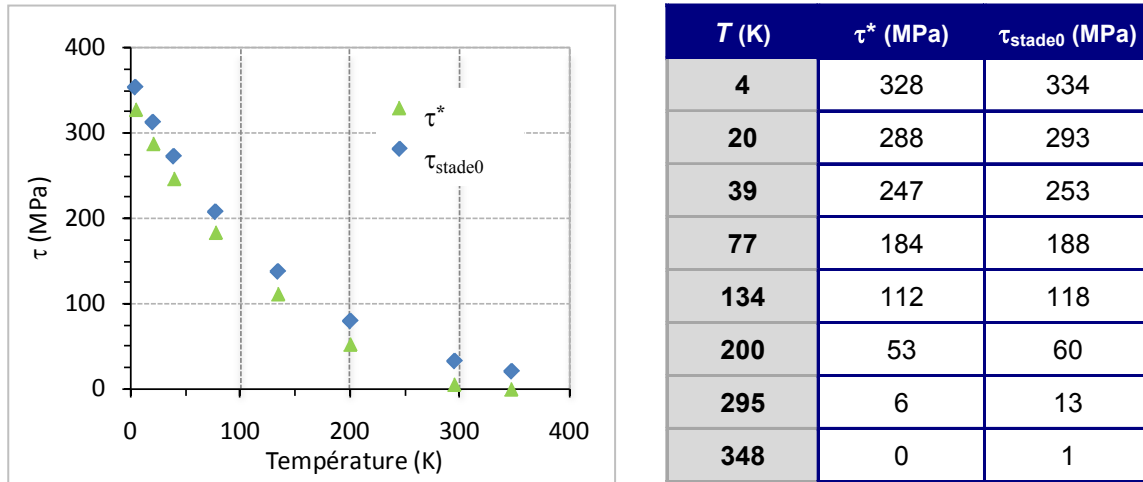 400
300
200
100
0
τ (MPa)
τ*
τstade0
0 100 200 300 400
Température (K)
T (K) τ* (MPa) τstade0 (MPa)
4 328 334
20 288 293
39 247 253
77 184 188
134 112 118
200 53 60
295 6 13
348 0 1